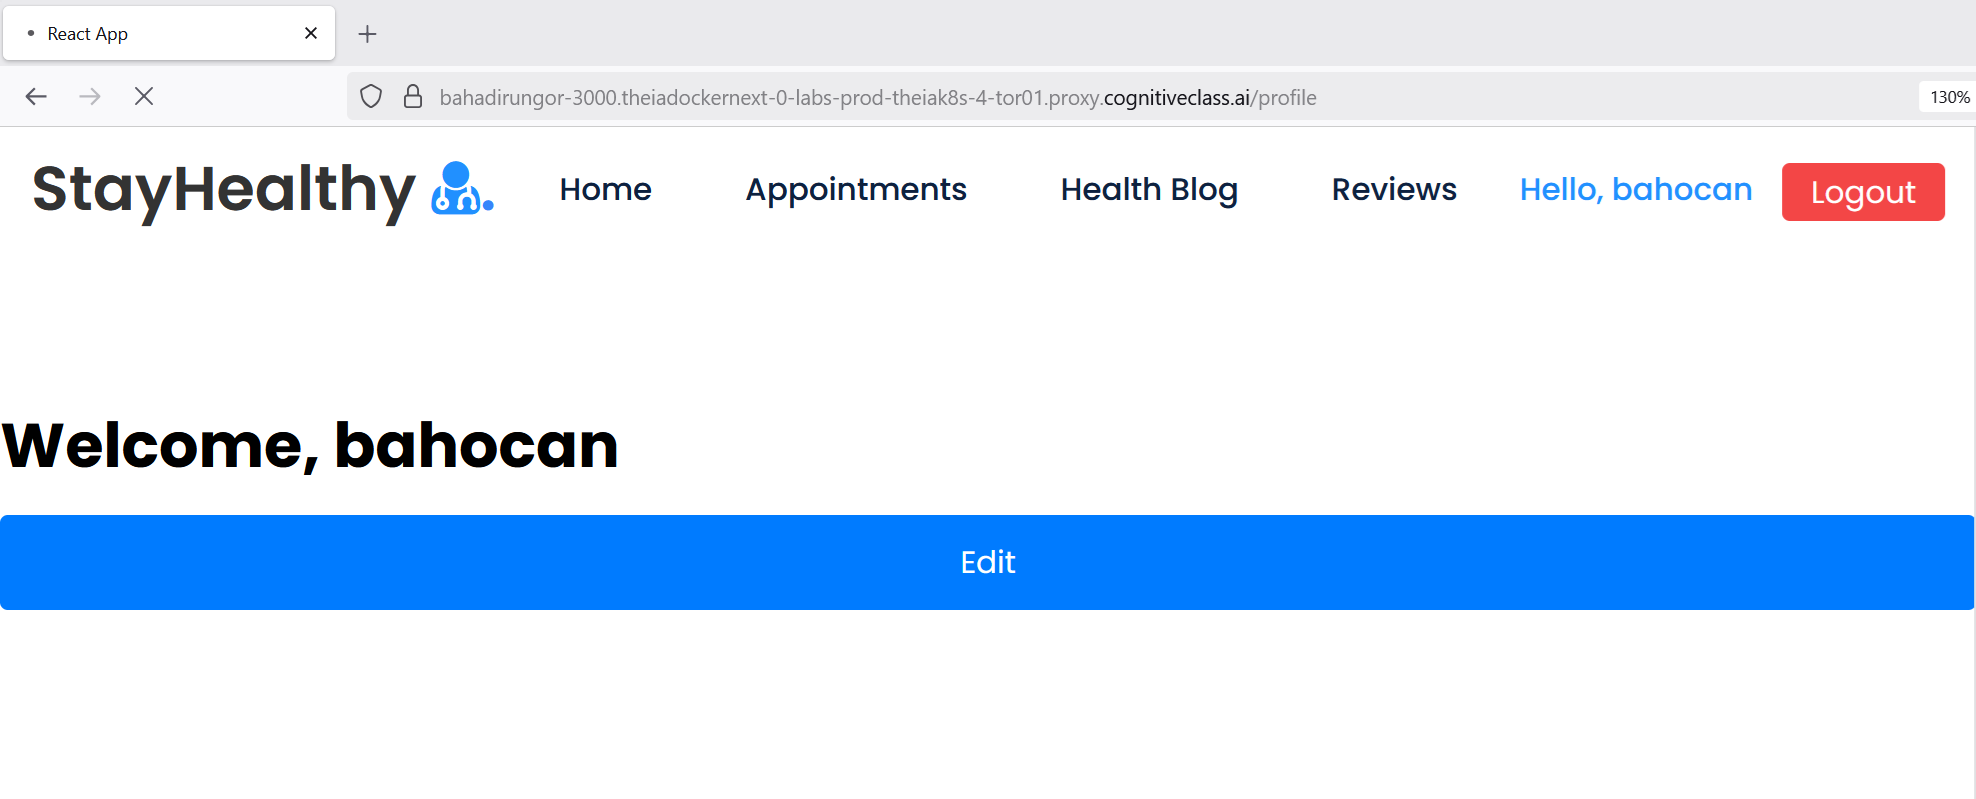 React App
bahadirungor-3000.theiadockernext-0-labs-prod-theiak8s-4-tor01.proxy.cognitiveclass.ai/profile 130%
StayHealthy Home Appointments Health Blog Reviews Hello, bahocan Logout
Welcome, bahocan
Edit